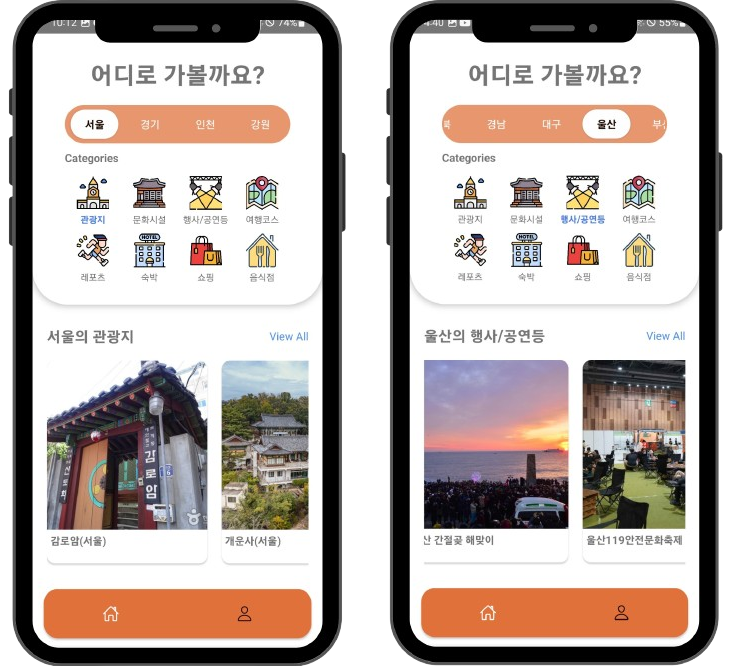 10:12 74%
어디로 가볼까요?
서울 경기 인천 강원
Categories
관광지 문화시설 행사/공연등 여행코스
HOTEL
레포츠 숙박 쇼핑 음식점
서울의 관광지 View All
감로암
감로암(서울) 개운사(서울)
4:40 55%
어디로 가볼까요?
경남 대구 울산
Categories
관광지 문화시설 행사/공연등 여행코스
HOTEL
레포츠 숙박 쇼핑 음식점
울산의 행사/공연등 View All
산 간절곶 해맞이 울산119안전문화축제